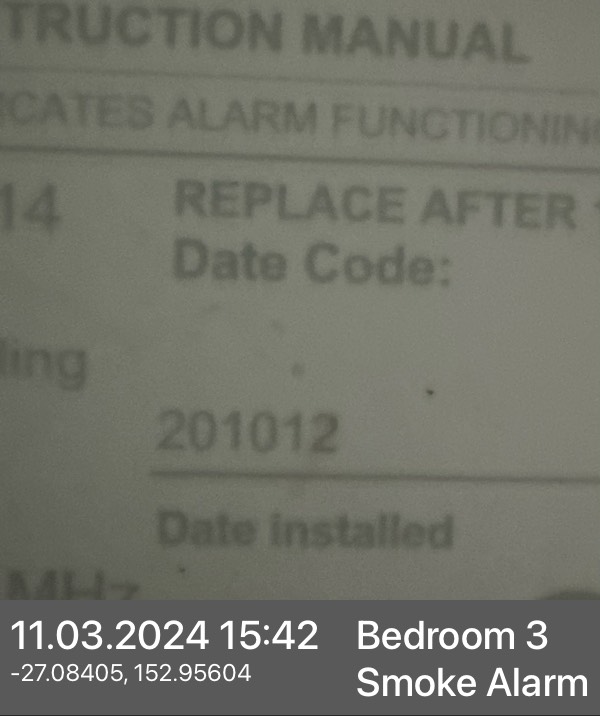 TRUCTION MANUAL
ICATES ALARM FUNCTIONING
14
REPLACE AFTER
Date Code:
ling
201012
Date installed
MHz
11.03.2024 15:42
-27.08405, 152.95604
Bedroom 3
Smoke Alarm